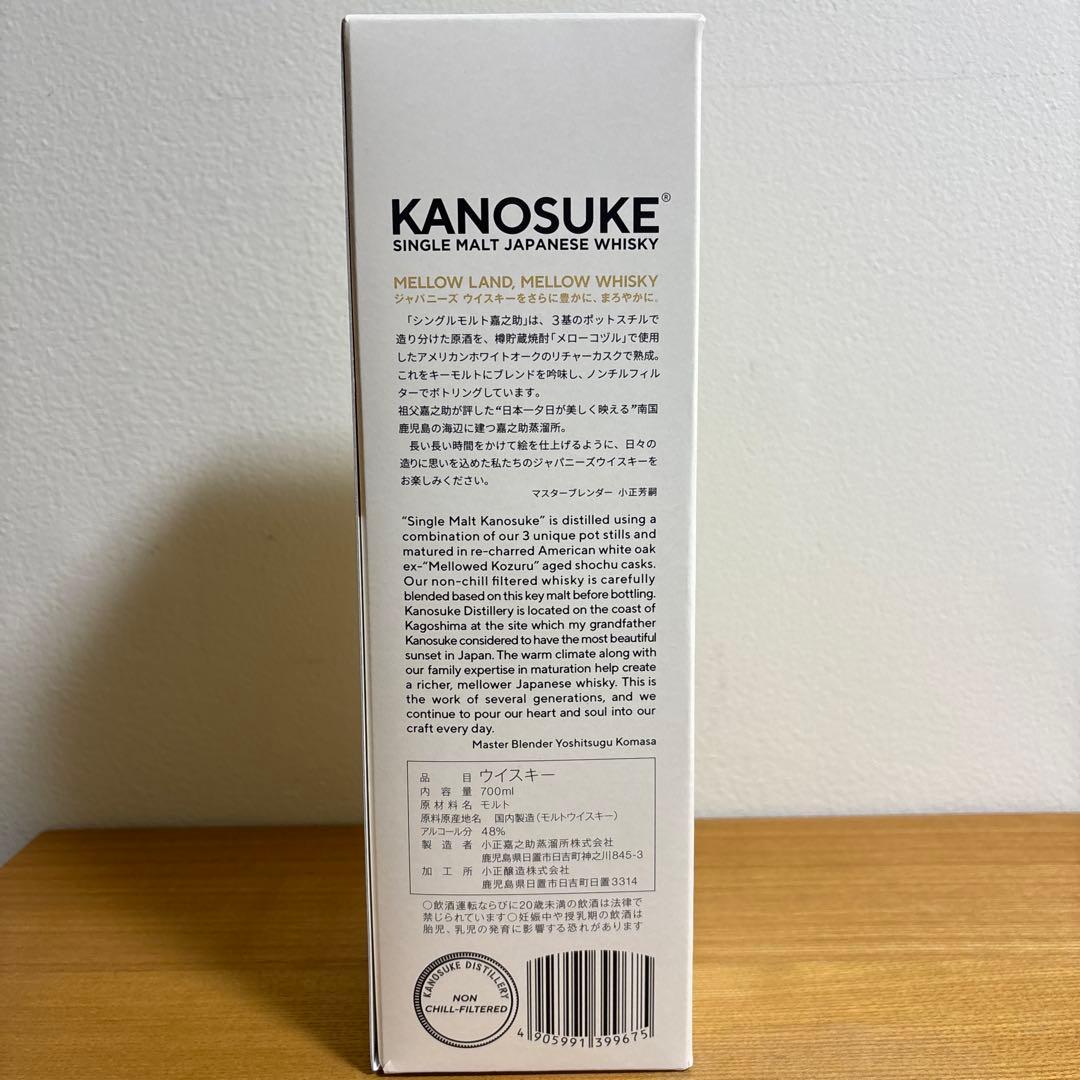 KANOSUKE®
SINGLE MALT JAPANESE WHISKY
MELLOW LAND, MELLOW WHISKY
ジャパニーズ ウイスキーをさらに豊かに、まろやかに。
「シングルモルト嘉之助」は、３基のポットスチルで
造り分けた原酒を、樽貯蔵焼酎「メローコヅル」で使用
したアメリカンホワイトオークのリチャーカスクで熟成。
これをキーモルトにブレンドを吟味し、ノンチルフィル
ターでボトリングしています。
祖父嘉之助が評した“日本一夕日が美しく映える”南国
鹿児島の海辺に建つ嘉之助蒸溜所。
長い長い時間をかけて絵を仕上げるように、日々の
造りに思いを込めた私たちのジャパニーズウイスキーを
お楽しみください。
マスターブレンダー 小正芳嗣
“Single Malt Kanosuke” is distilled using a
combination of our 3 unique pot stills and
matured in re-charred American white oak
ex-“Mellowed Kozuru” aged shochu casks.
Our non-chill filtered whisky is carefully
blended based on this key malt before bottling.
Kanosuke Distillery is located on the coast of
Kagoshima at the site which my grandfather
Kanosuke considered to have the most beautiful
sunset in Japan. The warm climate along with
our family expertise in maturation help create
a richer, mellower Japanese whisky. This is
the work of several generations, and we
continue to pour our heart and soul into our
craft every day.
Master Blender Yoshitsugu Komasa
品目 ウイスキー
内容量 700ml
原材料名 モルト
原料原産地名 国内製造（モルトウイスキー）
アルコール分 48%
製造者 小正嘉之助蒸溜所株式会社
鹿児島県日置市日吉町神之川845-3
加工所 小正醸造株式会社
鹿児島県日置市日吉町日置3314
○飲酒運転ならびに20歳未満の飲酒は法律で
禁じられています○妊娠中や授乳期の飲酒は
胎児、乳児の発育に影響する恐れがあります
KANOSUKE DISTILLERY
NON
CHILL-FILTERED
4 905991 399675